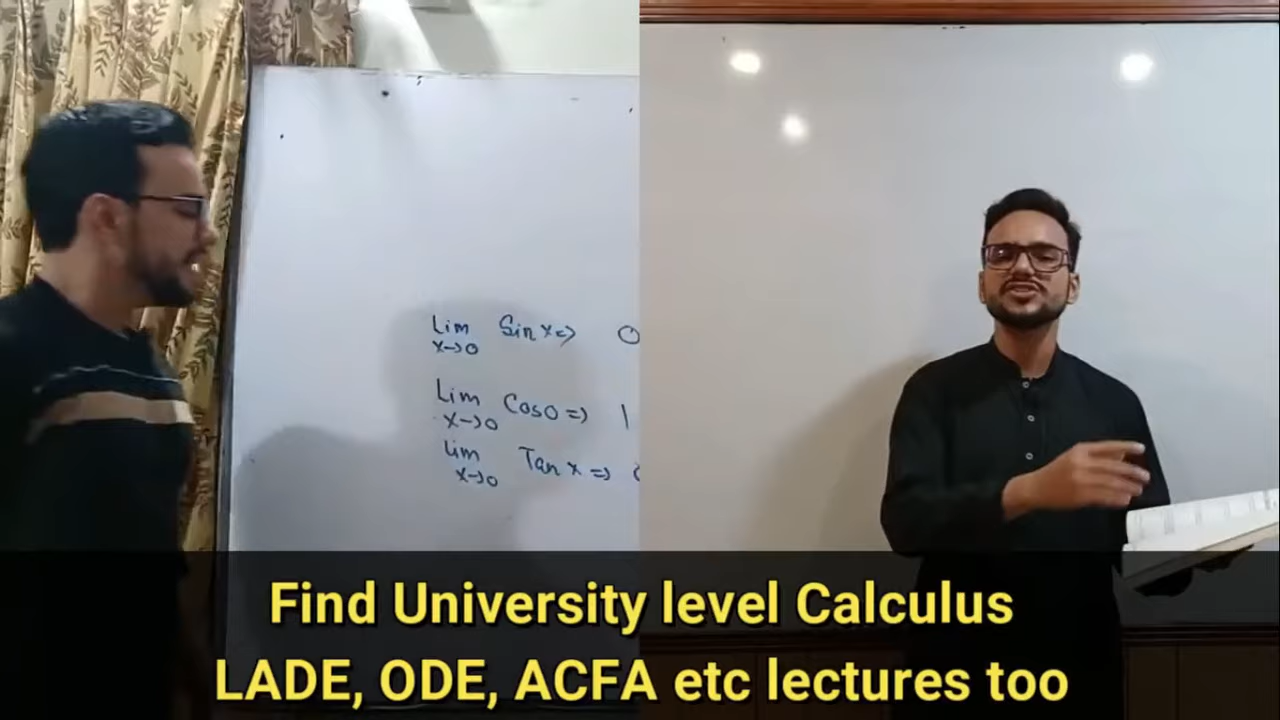 Lim Sin x => 0
x->0
Lim Cos0 => 1
x->0
Lim Tan x =>
x->0
Find University level Calculus
LADE, ODE, ACFA etc lectures too